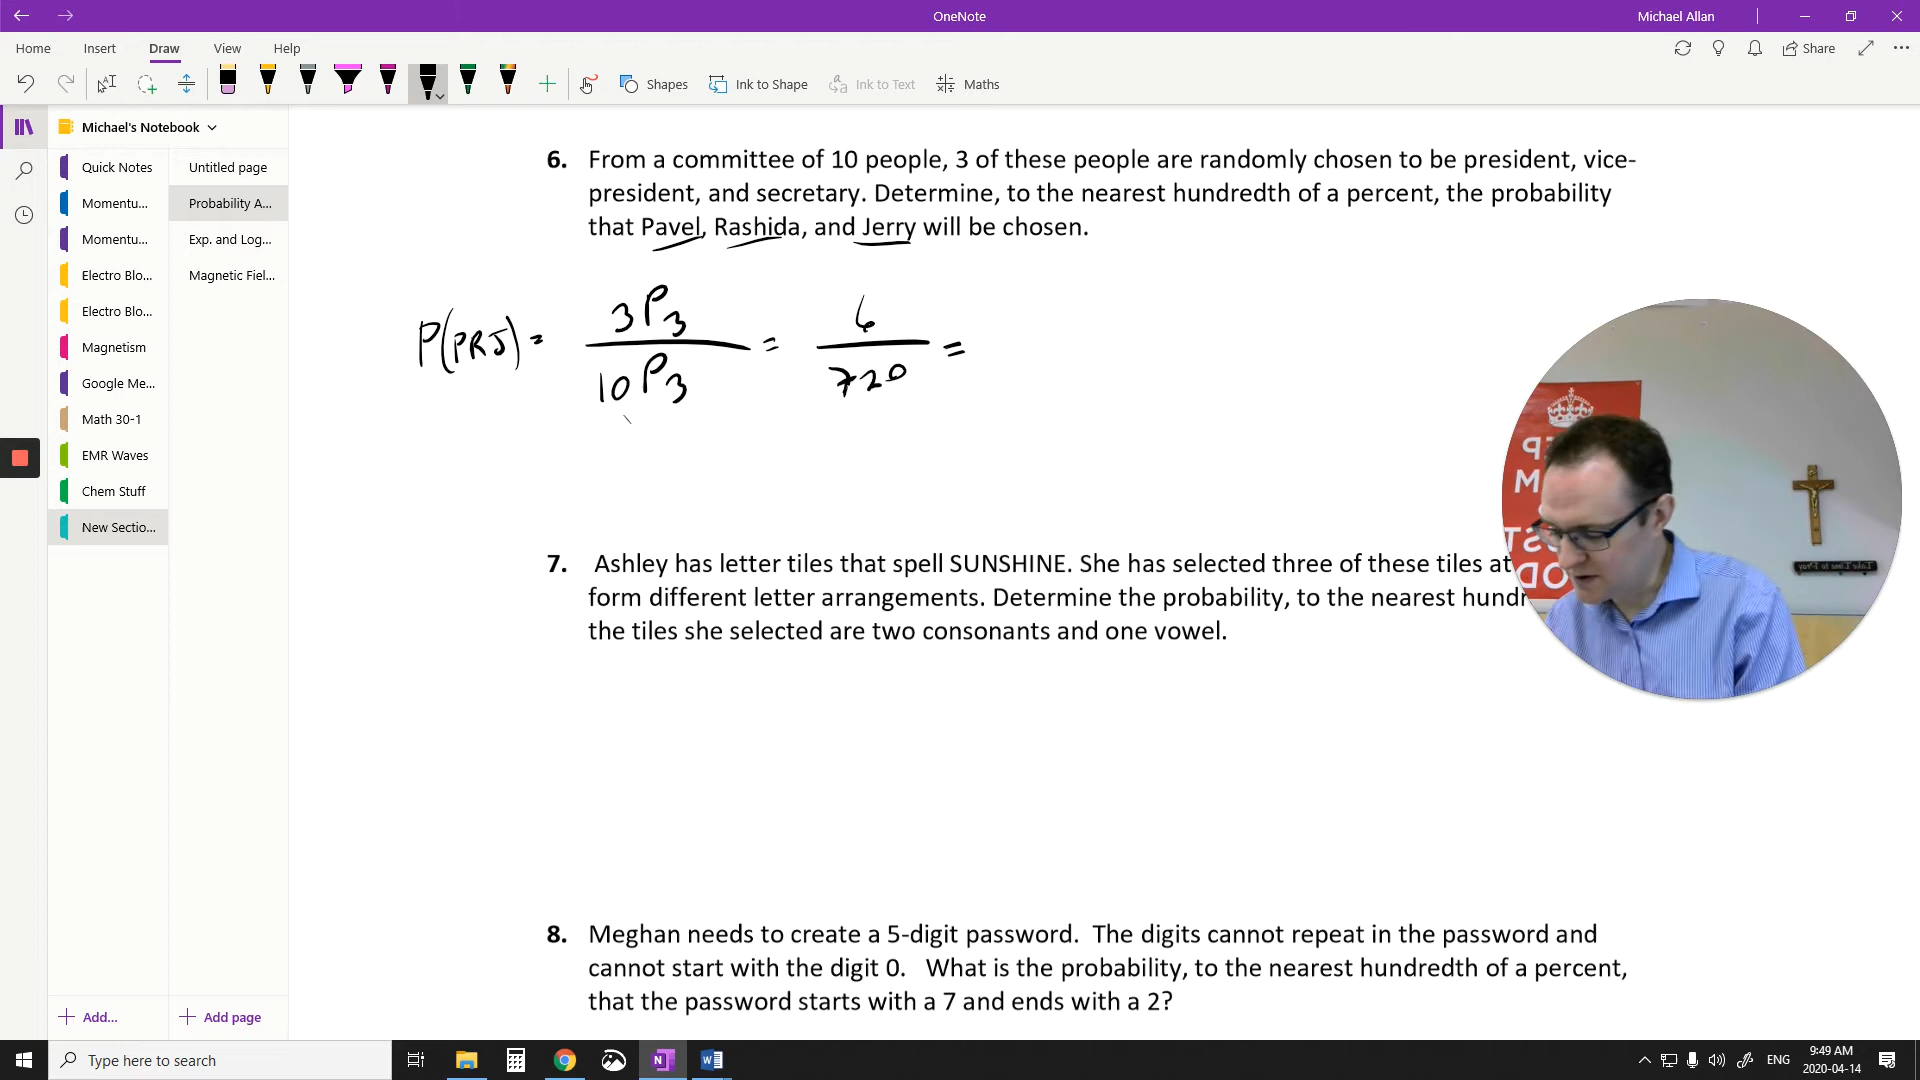 OneNote
Michael Allan
Home Insert Draw View Help
Share
Shapes Ink to Shape Ink to Text Maths
Michael's Notebook
Quick Notes
Momentu...
Momentu...
Electro Blo...
Electro Blo...
Magnetism
Google Me...
Math 30-1
EMR Waves
Chem Stuff
New Sectio...
Add...
Untitled page
Probability A...
Exp. and Log...
Magnetic Fiel...
Add page
6. From a committee of 10 people, 3 of these people are randomly chosen to be president, vice-
president, and secretary. Determine, to the nearest hundredth of a percent, the probability
that Pavel, Rashida, and Jerry will be chosen.
P(PRJ) = 3P3 / 10P3 = 6 / 720 =
7. Ashley has letter tiles that spell SUNSHINE. She has selected three of these tiles at
form different letter arrangements. Determine the probability, to the nearest hund
the tiles she selected are two consonants and one vowel.
8. Meghan needs to create a 5-digit password. The digits cannot repeat in the password and
cannot start with the digit 0. What is the probability, to the nearest hundredth of a percent,
that the password starts with a 7 and ends with a 2?
Type here to search
ENG
9:49 AM
2020-04-14